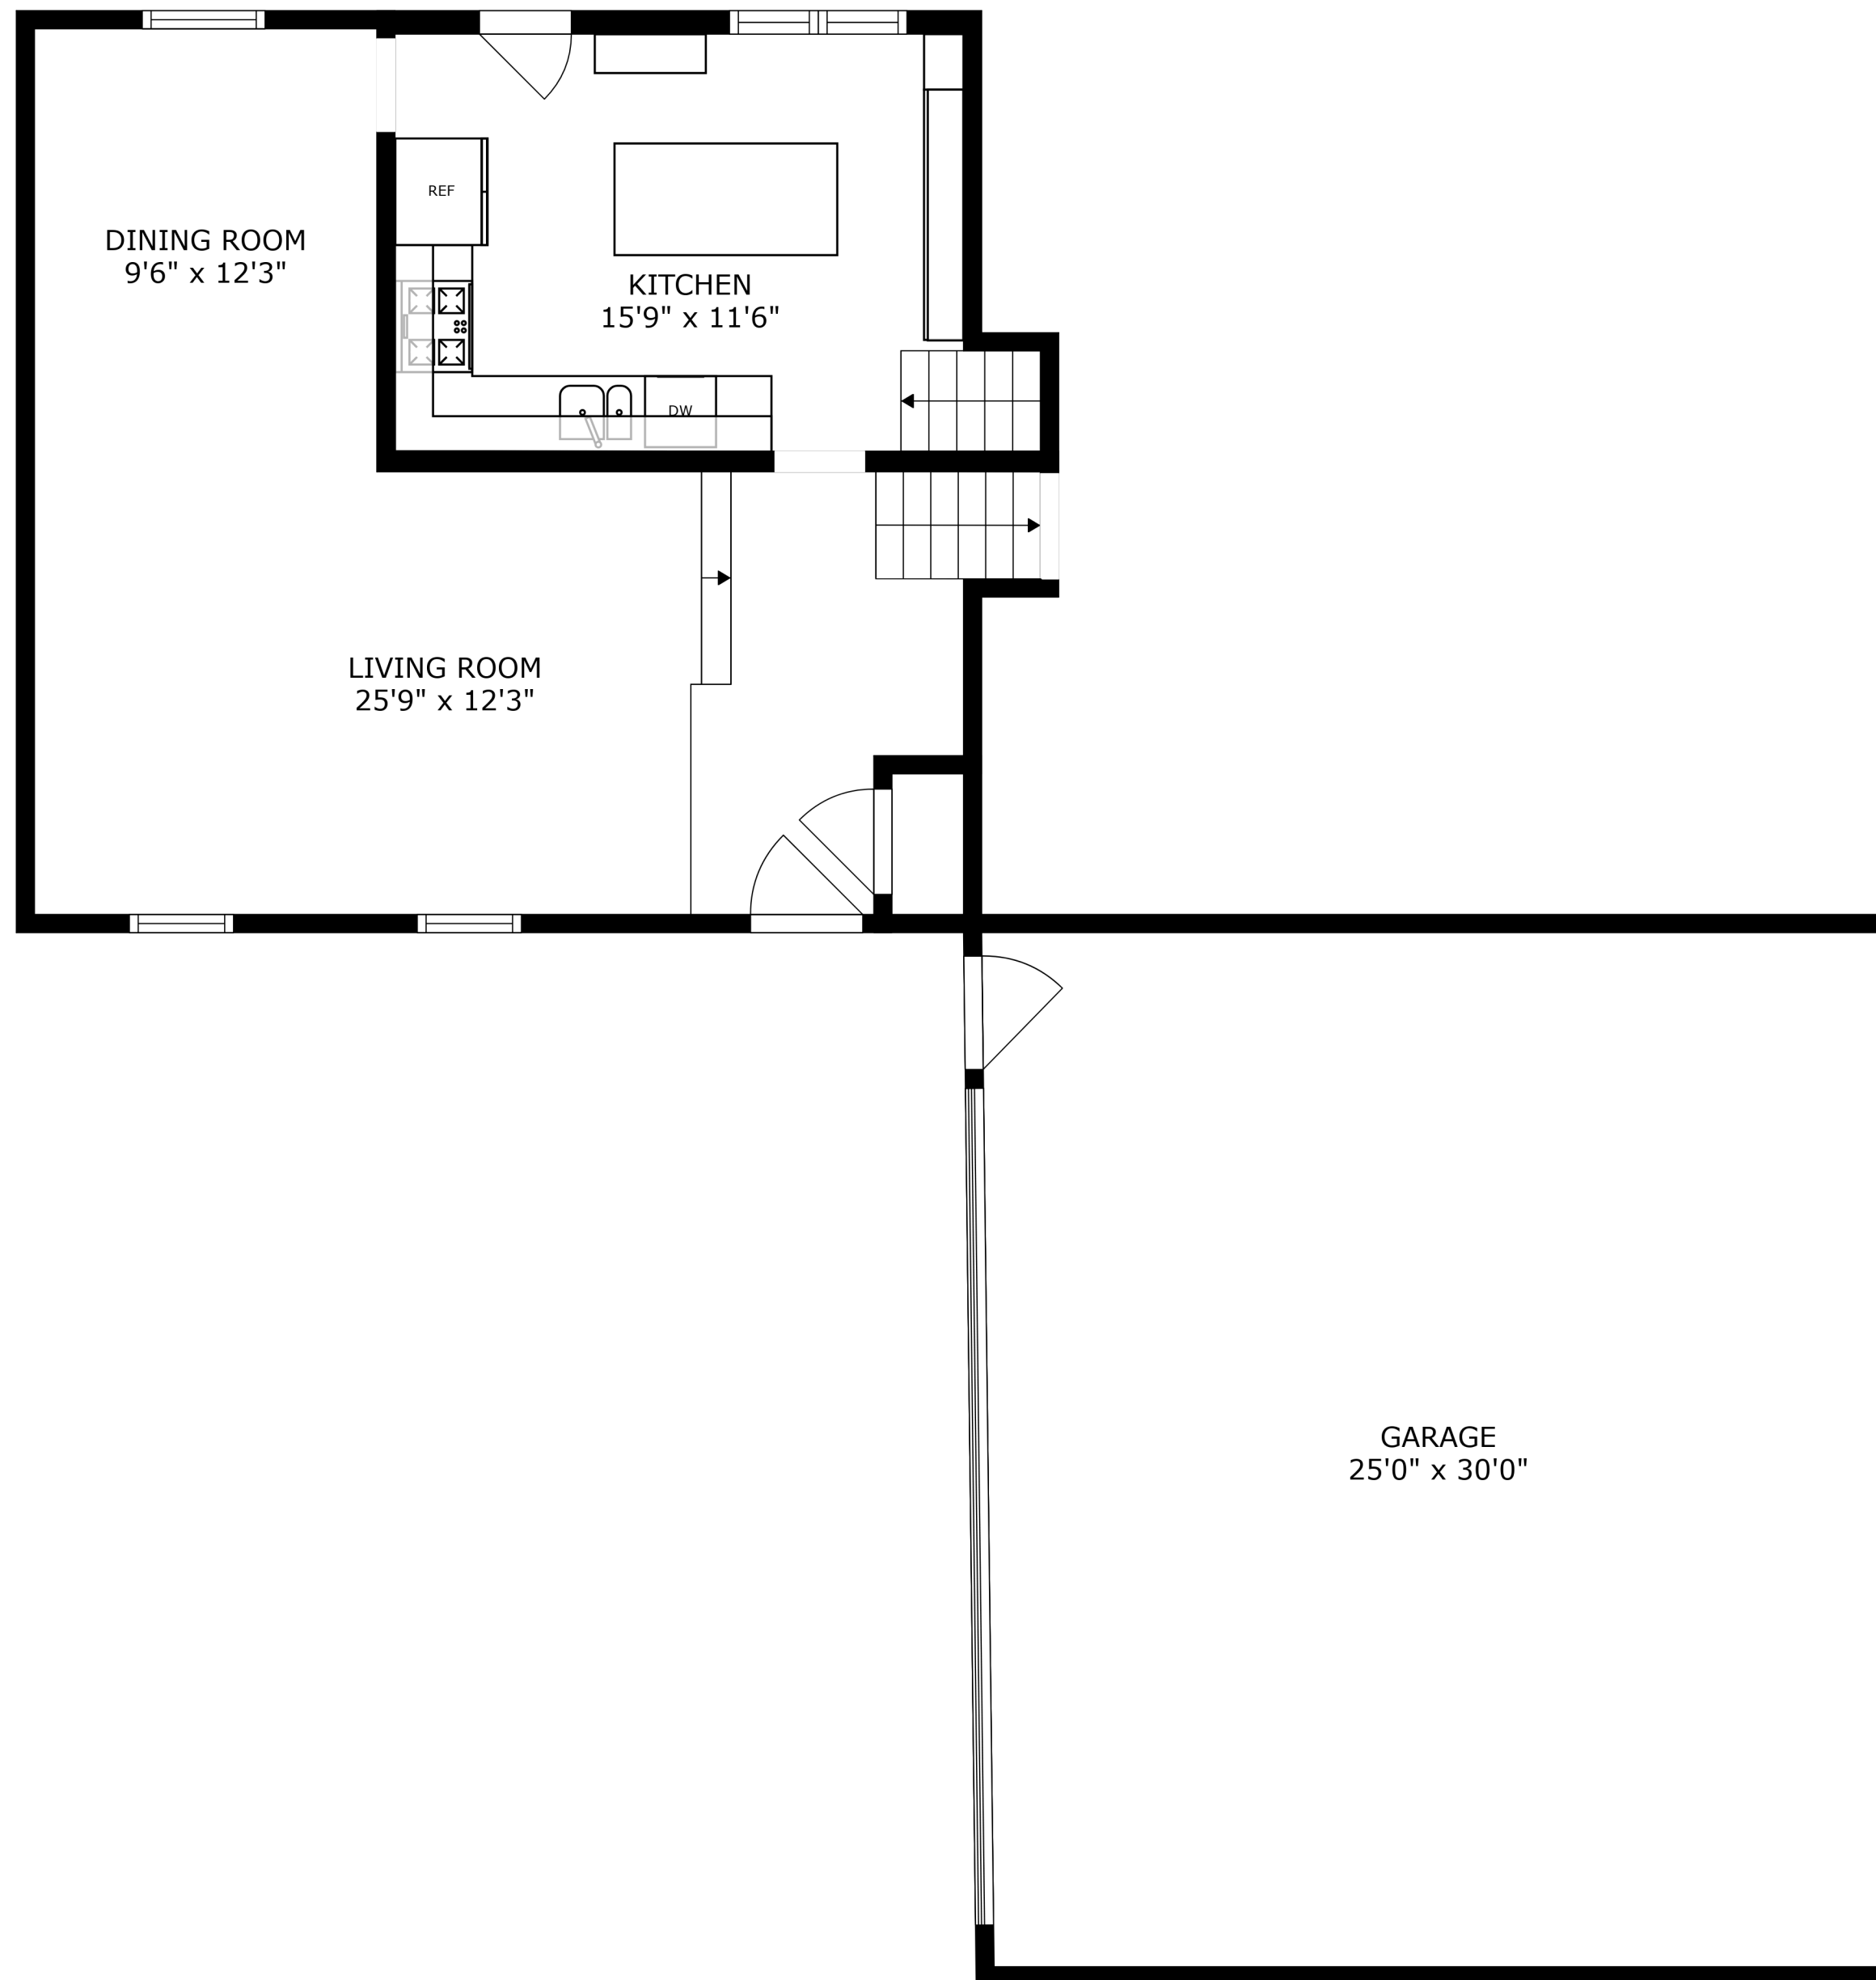 REF
DINING ROOM
9'6" x 12'3"
KITCHEN
15'9" x 11'6"
DW
LIVING ROOM
25'9" x 12'3"
GARAGE
25'0" x 30'0"